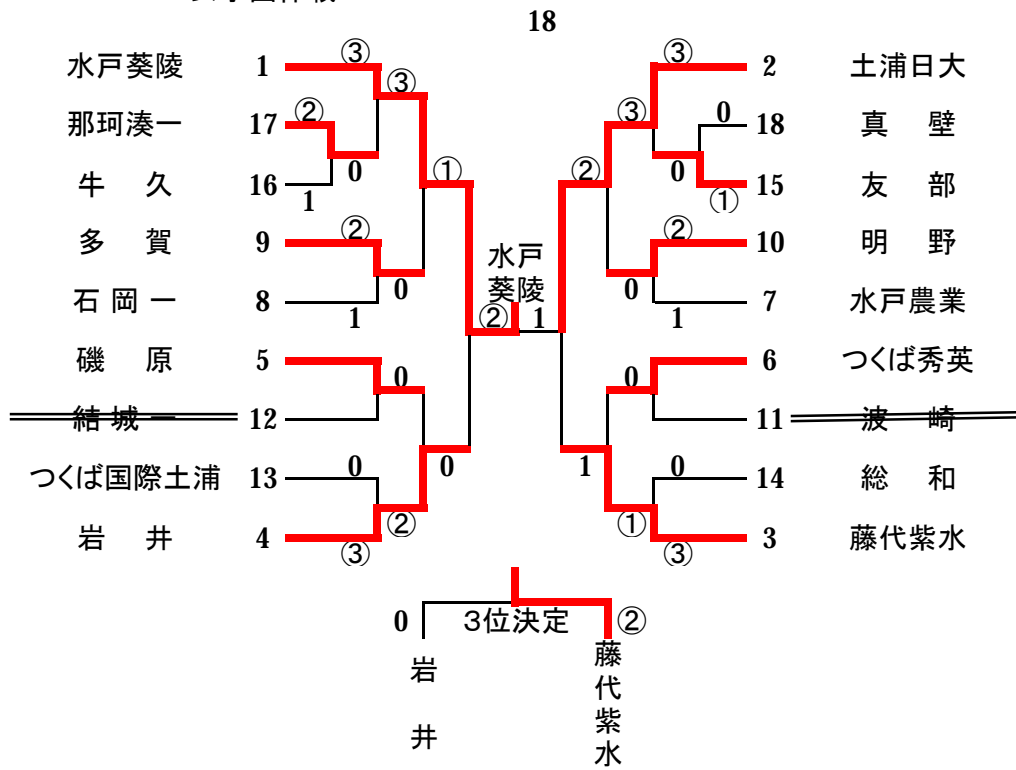 18
水戸葵陵 1 ③ ③ 2 土浦日大
③ ③
那珂湊一 17 ② 0 18 真 壁
牛 久 16 1 0 ① ② 0 ① 15 友 部
多 賀 9 ② ② 10 明 野
水戸
葵陵
石岡一 8 1 0 0 1 7 水戸農業
② 1
磯 原 5 0 0 6 つくば秀英
結城一 12 11 波 崎
つくば国際土浦 13 0 0 1 0 14 総 和
岩 井 4 ③ ② ① ③ 3 藤代紫水
0 3位決定 ②
岩井
藤代紫水